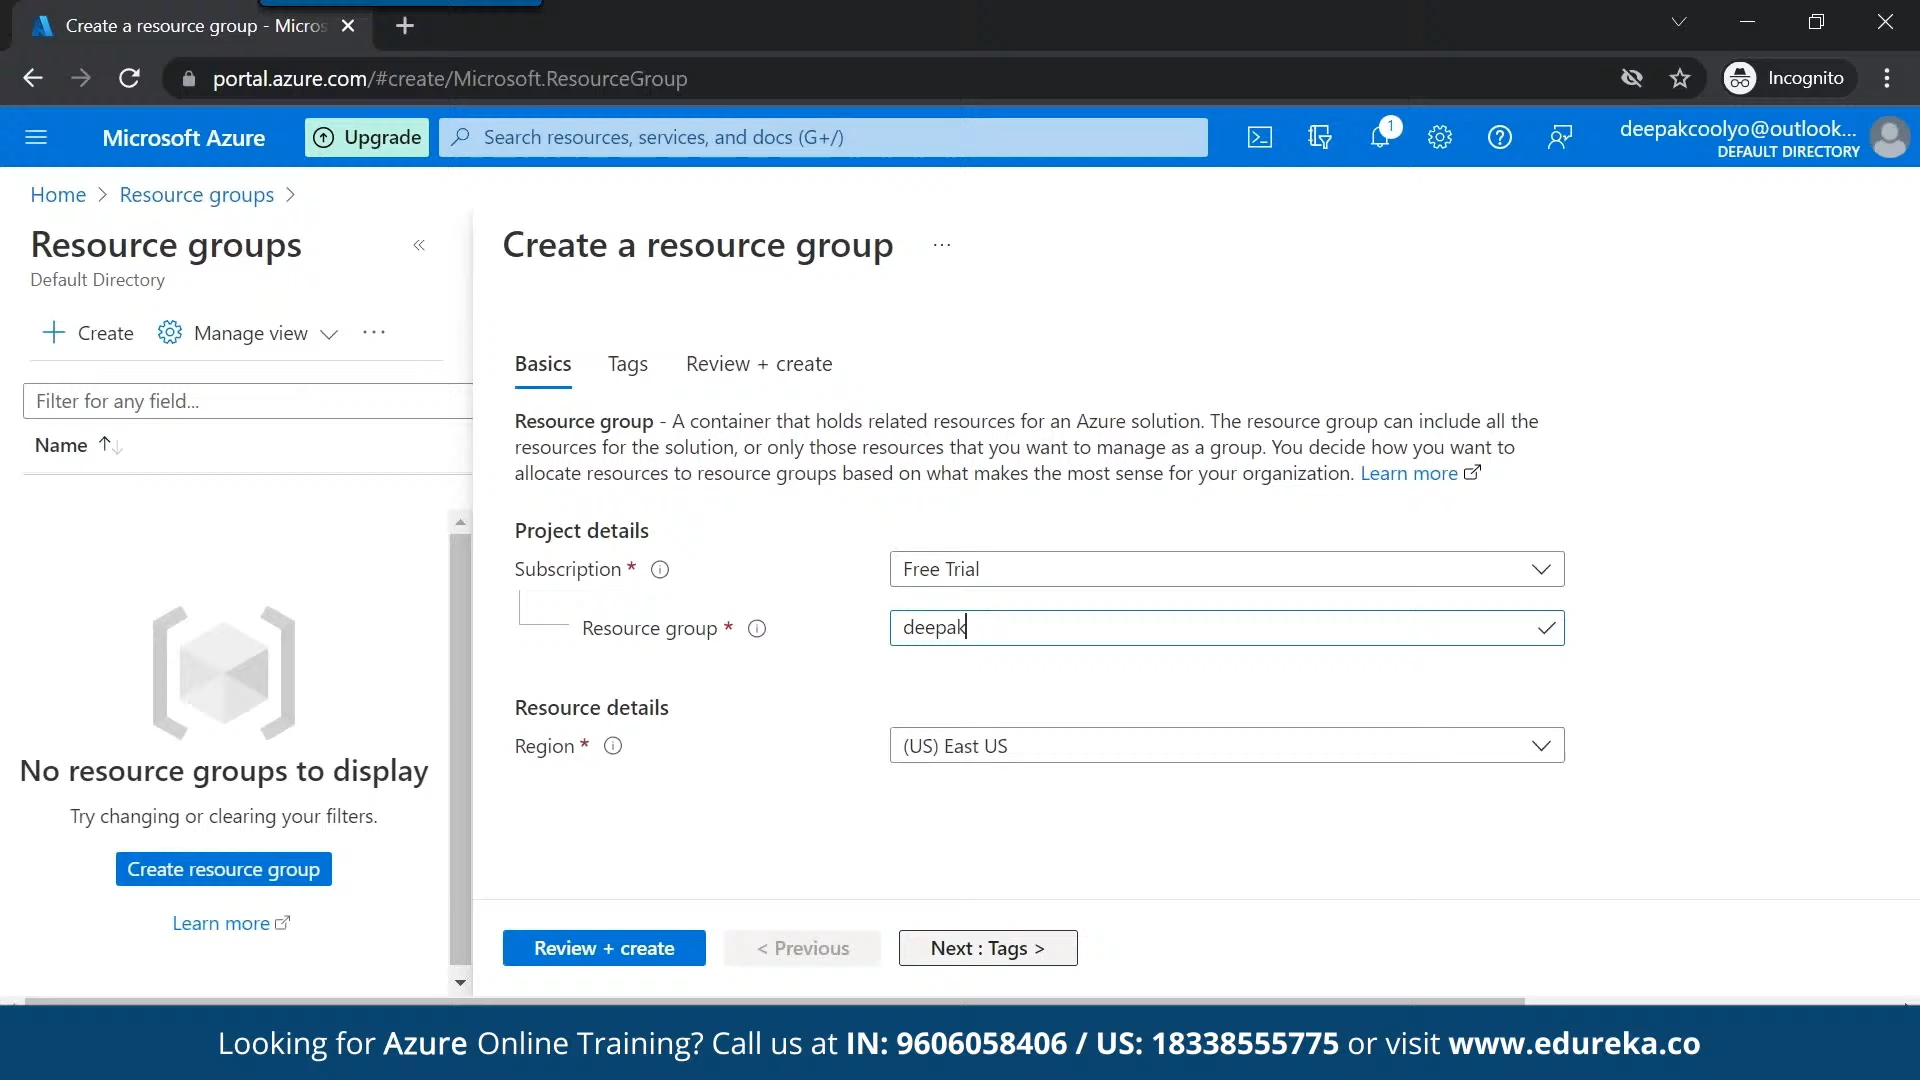 Create a resource group - Micros
portal.azure.com/#create/Microsoft.ResourceGroup
Incognito
Microsoft Azure
Upgrade
Search resources, services, and docs (G+/)
1
deepakcoolyo@outlook...
DEFAULT DIRECTORY
Home > Resource groups >
Resource groups
«
Default Directory
+ Create
Manage view
...
Filter for any field...
Name ↑↓
No resource groups to display
Try changing or clearing your filters.
Create resource group
Learn more
Create a resource group
...
Basics
Tags
Review + create
Resource group - A container that holds related resources for an Azure solution. The resource group can include all the
resources for the solution, or only those resources that you want to manage as a group. You decide how you want to
allocate resources to resource groups based on what makes the most sense for your organization. Learn more
Project details
Subscription *
Free Trial
Resource group *
deepak
Resource details
Region *
(US) East US
Review + create
< Previous
Next : Tags >
Looking for Azure Online Training? Call us at IN: 9606058406 / US: 18338555775 or visit www.edureka.co